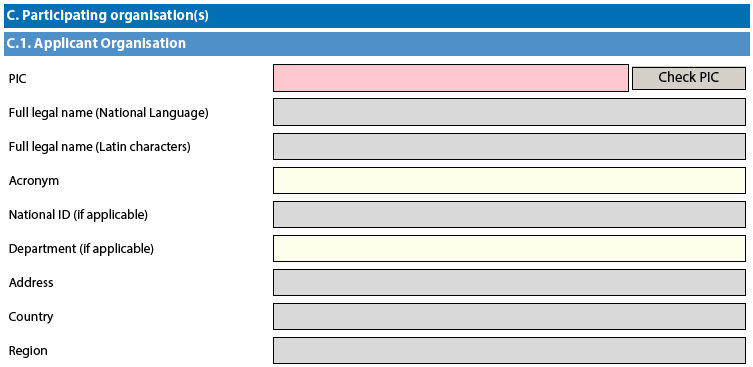 C. Participating organisation(s)
C.1. Applicant Organisation
PIC
Check PIC
Full legal name (National Language)
Full legal name (Latin characters)
Acronym
National ID (if applicable)
Department (if applicable)
Address
Country
Region